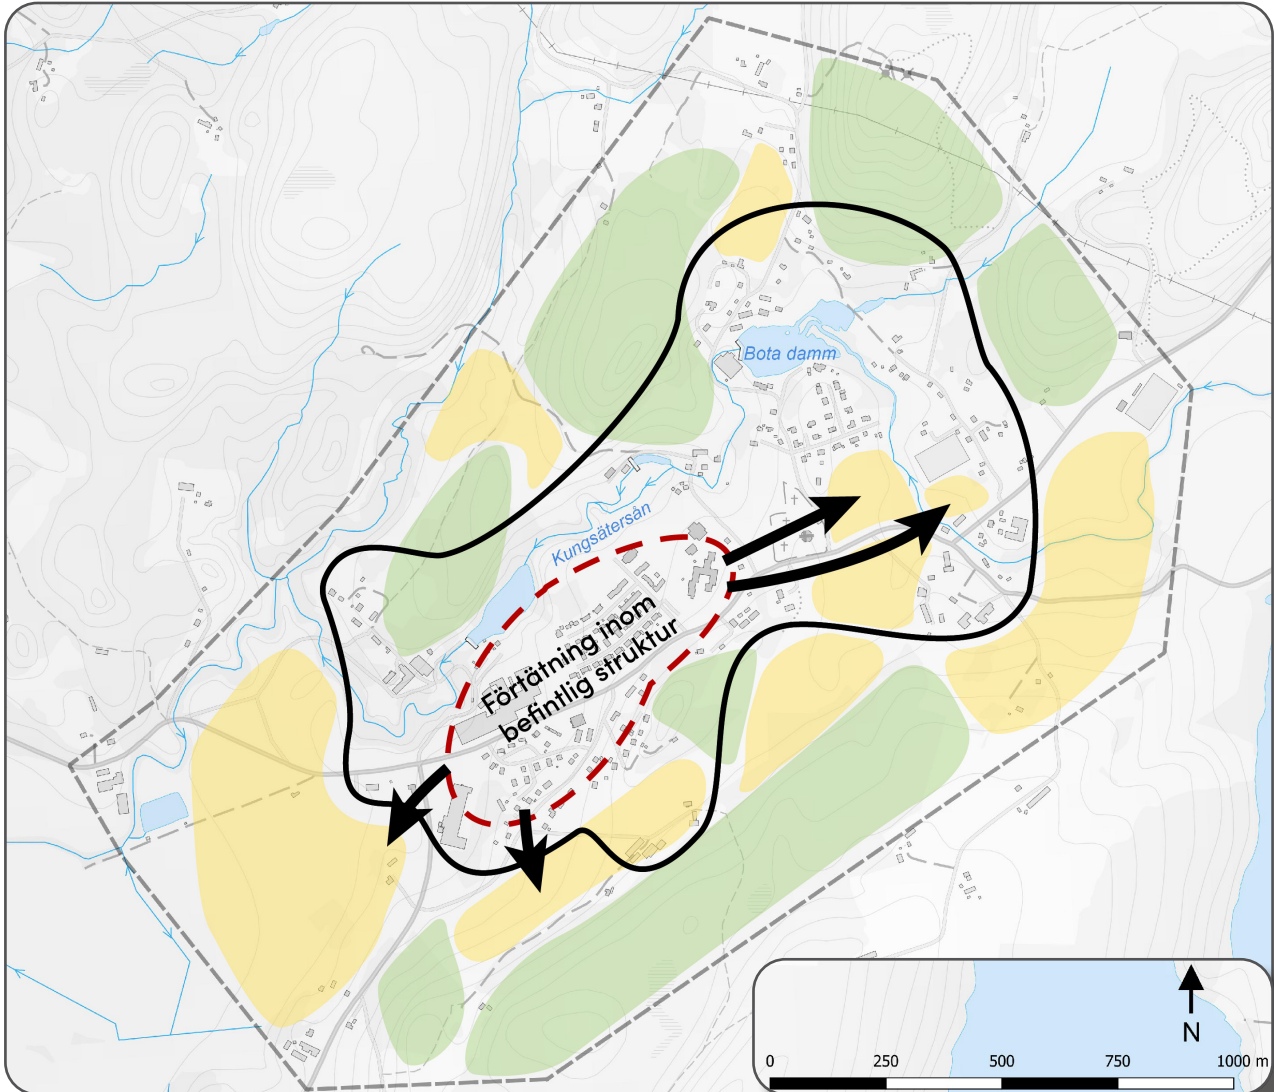 Bota damm
Kungsätersån
Förtätning inom
befintlig struktur
N
0 250 500 750 1000 m